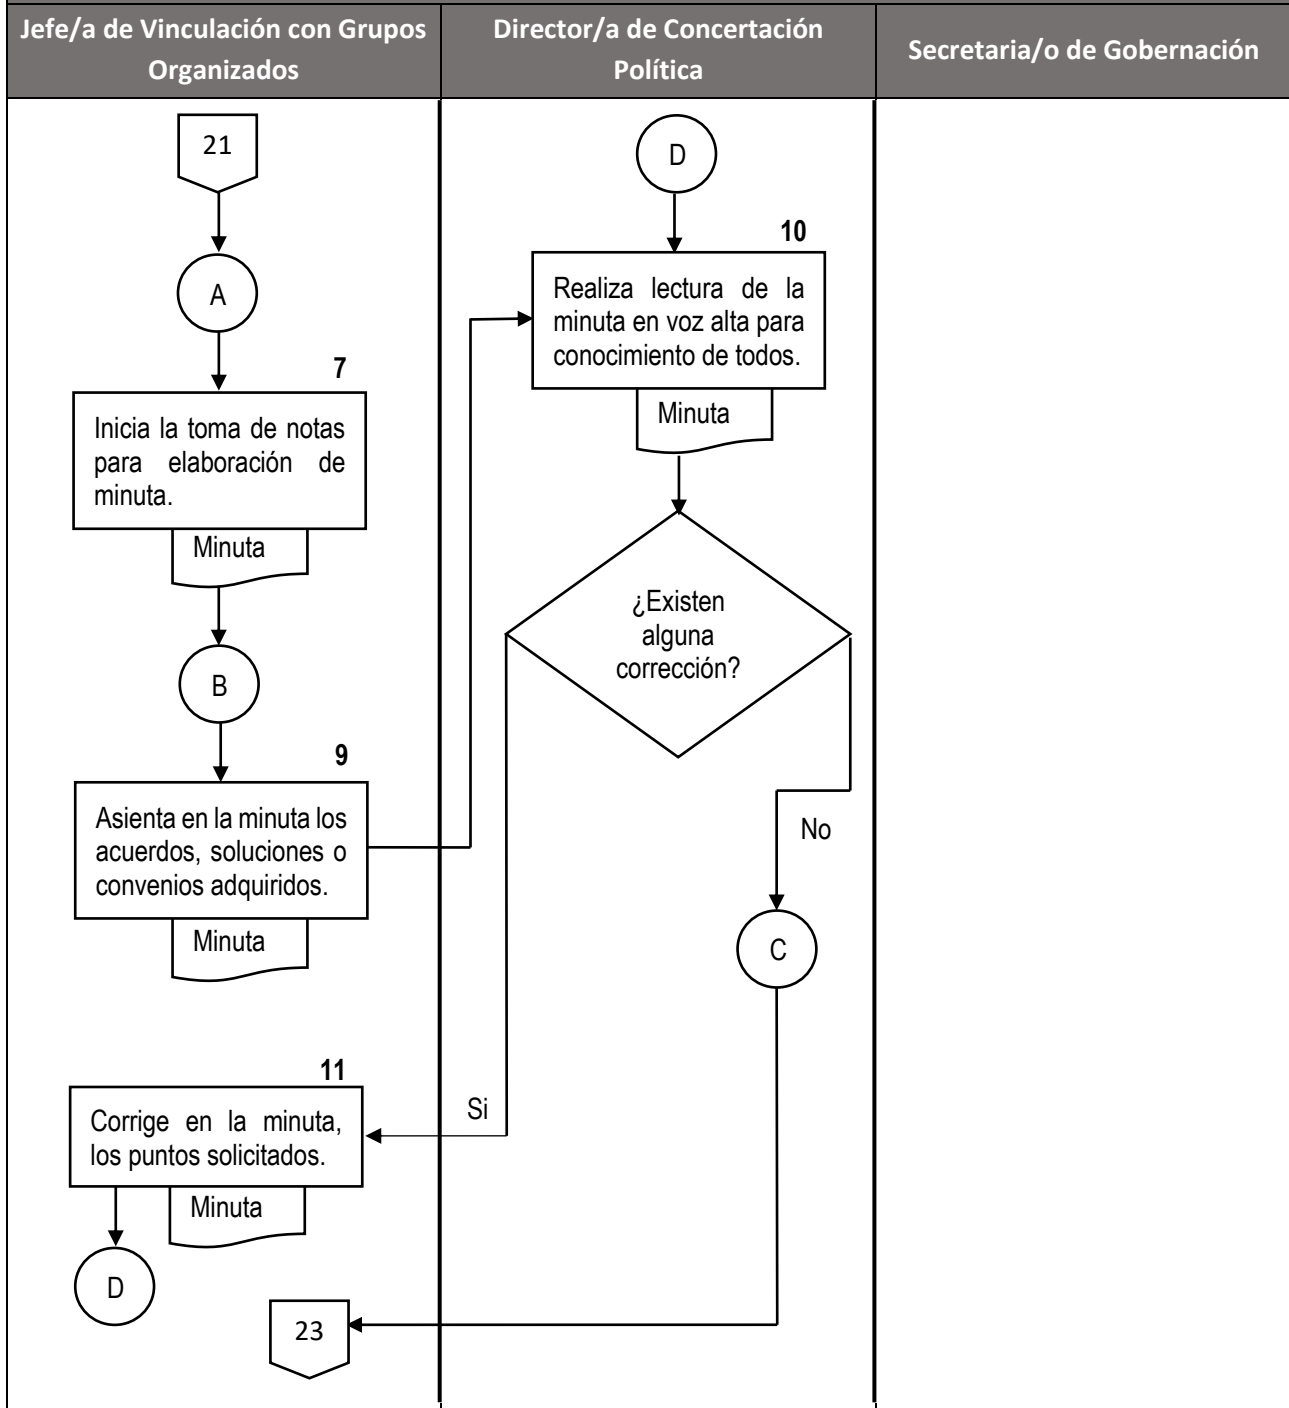 Jefe/a de Vinculación con Grupos
Organizados
Director/a de Concertación
Política
Secretaria/o de Gobernación
21
A
7
Inicia la toma de notas
para elaboración de
minuta.
Minuta
B
9
Asienta en la minuta los
acuerdos, soluciones o
convenios adquiridos.
Minuta
11
Corrige en la minuta,
los puntos solicitados.
Minuta
D
23
D
10
Realiza lectura de la
minuta en voz alta para
conocimiento de todos.
Minuta
¿Existen
alguna
corrección?
No
C
Si